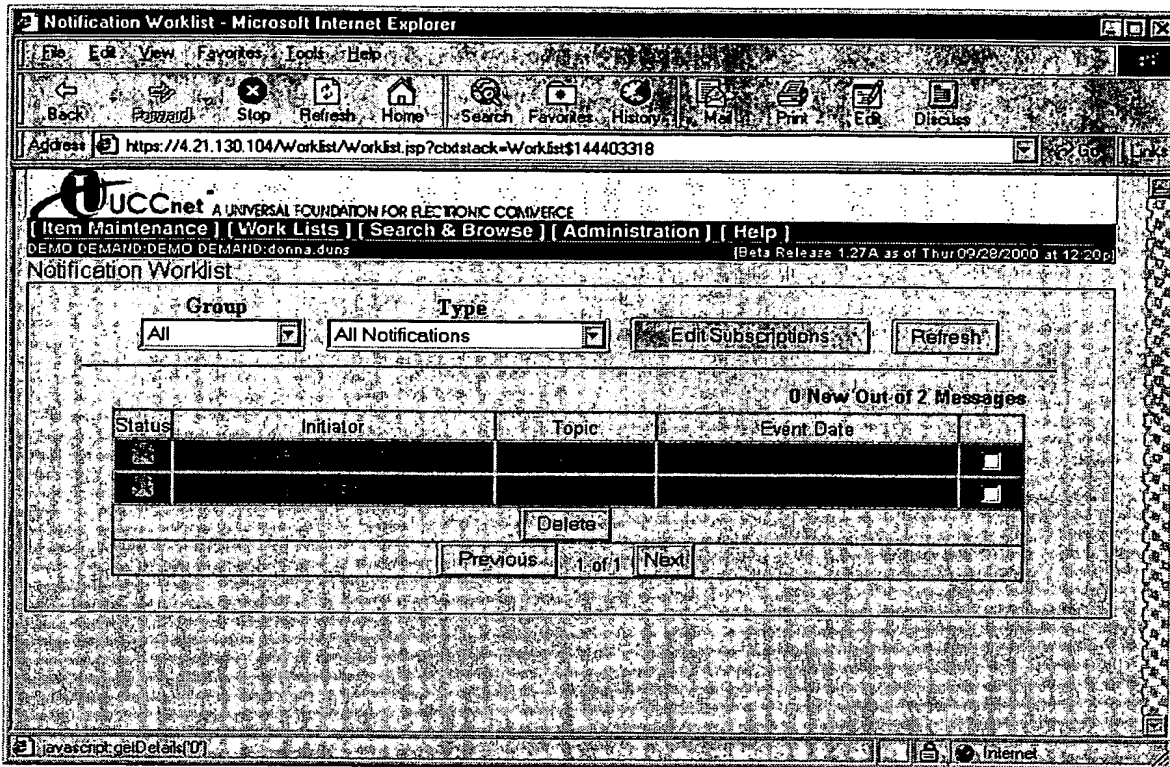 Notification Worklist - Microsoft Internet Explorer
File Edit View Favorites Tools Help
Back Forward Stop Refresh Home Search Favorites History Mail Print Edit Discuss
Address https://4.21.130.104/Worklist/Worklist.jsp?ctxtstack=Worklist$144403318 Go Links
UCCnet A UNIVERSAL FOUNDATION FOR ELECTRONIC COMMERCE
[ Item Maintenance ] [ Work Lists ] [ Search & Browse ] [ Administration ] [ Help ]
DEMO DEMAND:DEMO DEMAND:donna.duns [Beta Release 1.27A as of Thur 09/28/2000 at 12:20p]
Notification Worklist
Group Type
All All Notifications Edit Subscriptions Refresh
0 New Out of 2 Messages
Status Initiator Topic Event Date
Delete
Previous 1 of 1 Next
javascript:getDetails('0') Internet